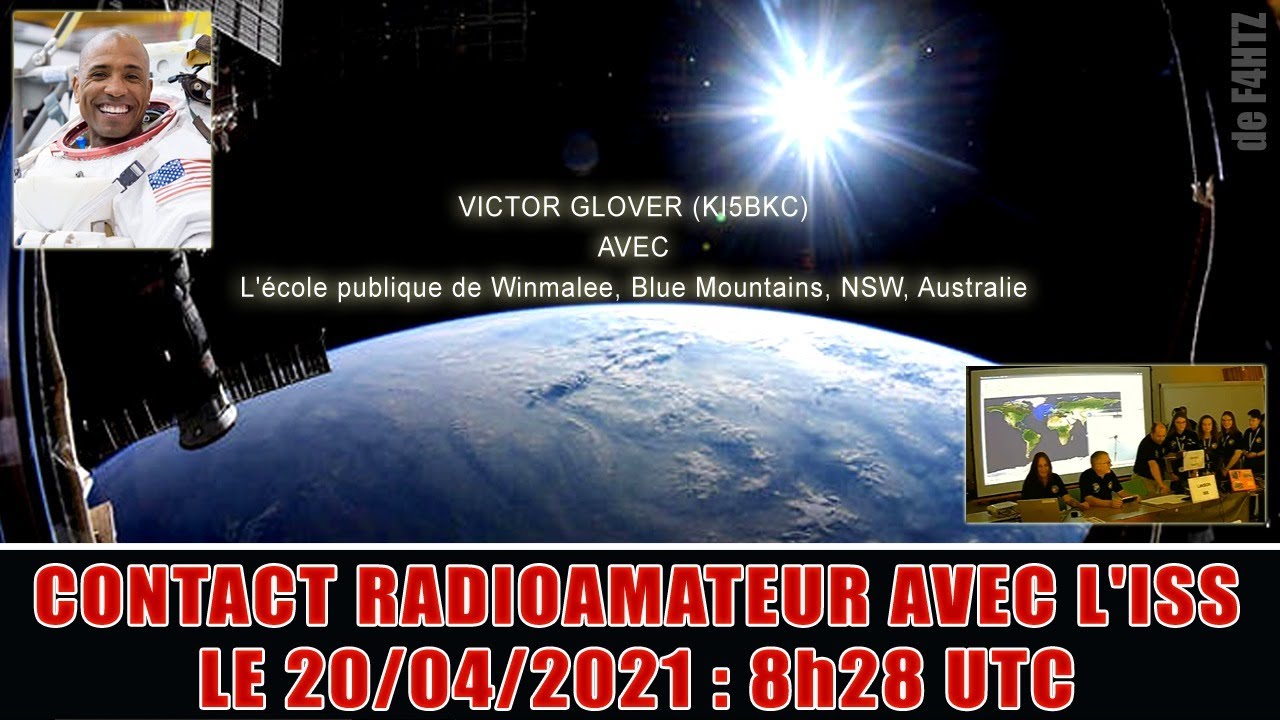 de F4HTZ
VICTOR GLOVER (KI5BKC)
AVEC
L'école publique de Winmalee, Blue Mountains, NSW, Australie
CONTACT RADIOAMATEUR AVEC L'ISS
LE 20/04/2021 : 8h28 UTC